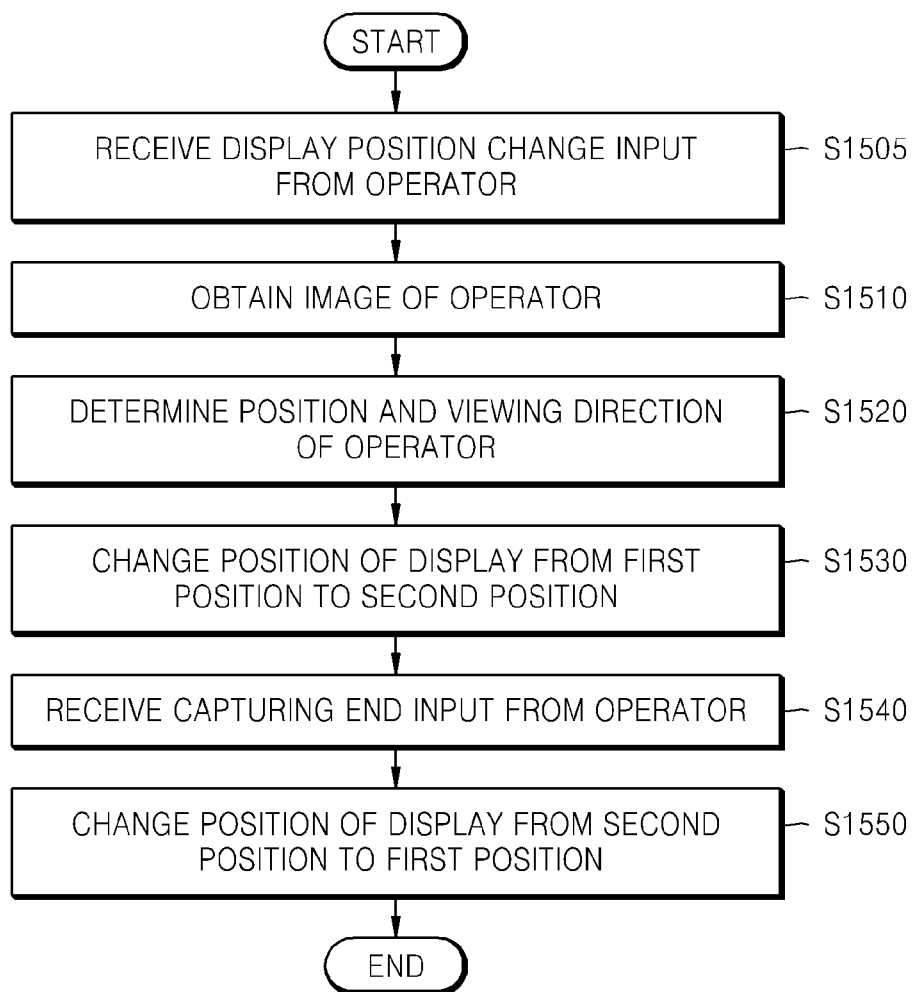 START
RECEIVE DISPLAY POSITION CHANGE INPUT
FROM OPERATOR
S1505
OBTAIN IMAGE OF OPERATOR
S1510
DETERMINE POSITION AND VIEWING DIRECTION
OF OPERATOR
S1520
CHANGE POSITION OF DISPLAY FROM FIRST
POSITION TO SECOND POSITION
S1530
RECEIVE CAPTURING END INPUT FROM OPERATOR
S1540
CHANGE POSITION OF DISPLAY FROM SECOND
POSITION TO FIRST POSITION
S1550
END